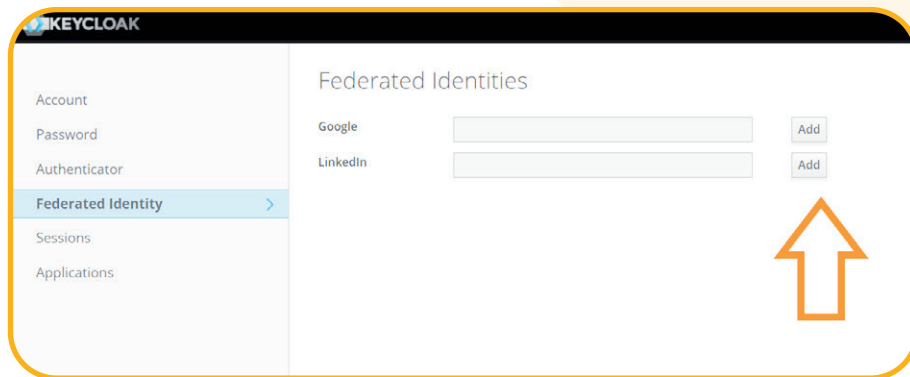 KEYCLOAK
Account
Password
Authenticator
Federated Identity
Sessions
Applications
Federated Identities
Google Add
LinkedIn Add